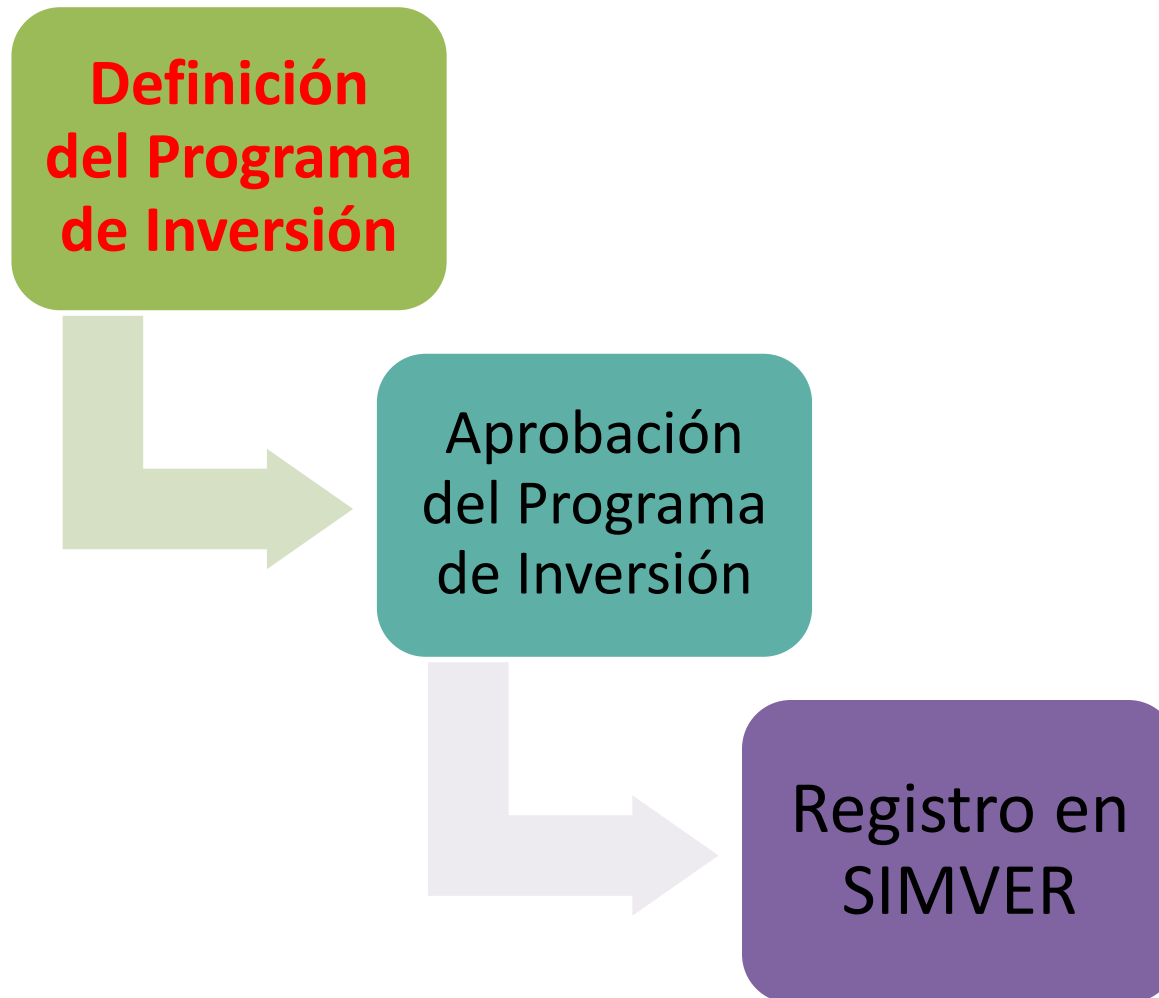 Definición
del Programa
de Inversión
Aprobación
del Programa
de Inversión
Registro en
SIMVER